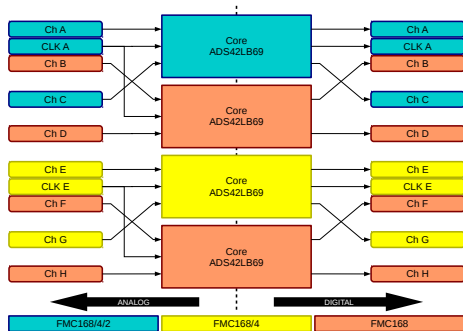 Ch A
CLK A
Ch B
Ch C
Ch D
Ch E
CLK E
Ch F
Ch G
Ch H
Core
ADS42LB69
Core
ADS42LB69
Core
ADS42LB69
Core
ADS42LB69
Ch A
CLK A
Ch B
Ch C
Ch D
Ch E
CLK E
Ch F
Ch G
Ch H
ANALOG
DIGITAL
FMC168/4/2
FMC168/4
FMC168